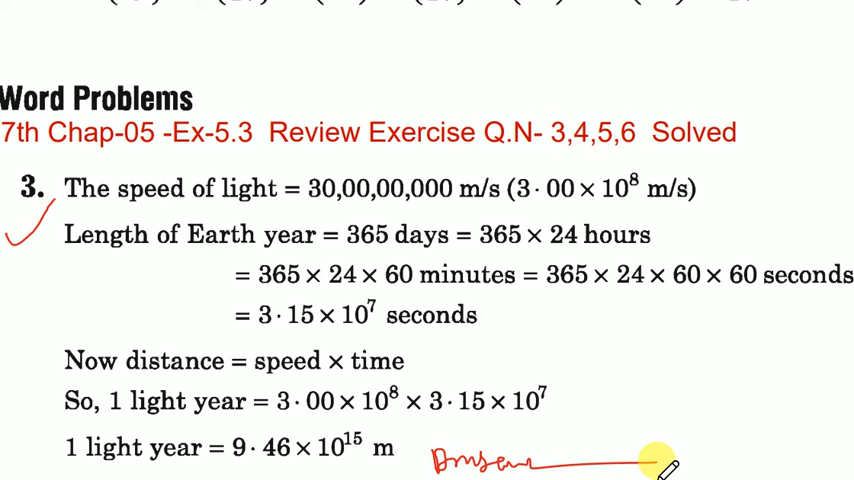 Word Problems
7th Chap-05 -Ex-5.3 Review Exercise Q.N- 3,4,5,6 Solved
3. The speed of light = 30,00,00,000 m/s (3·00 × 10⁸ m/s)
Length of Earth year = 365 days = 365 × 24 hours
= 365 × 24 × 60 minutes = 365 × 24 × 60 × 60 seconds
= 3·15 × 10⁷ seconds
Now distance = speed × time
So, 1 light year = 3·00 × 10⁸ × 3·15 × 10⁷
1 light year = 9·46 × 10¹⁵ m